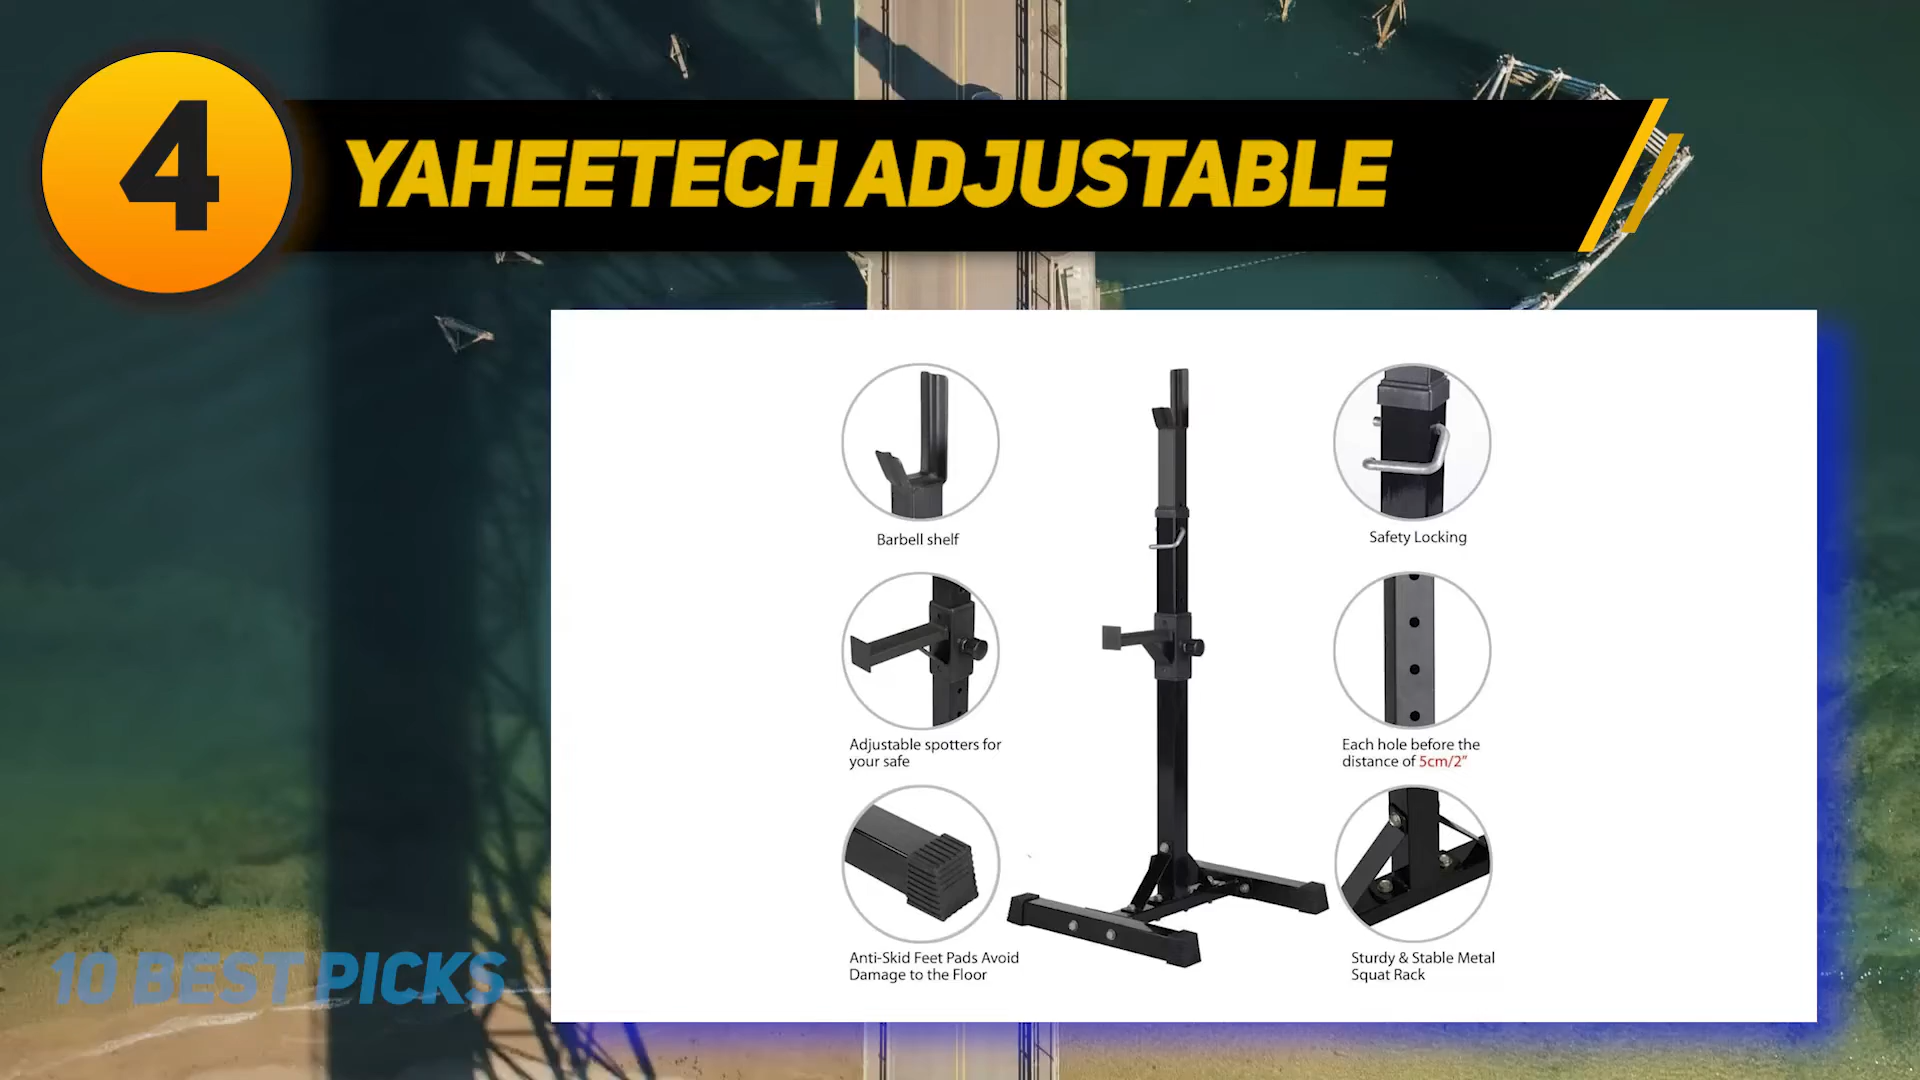 4
YAHEETECH ADJUSTABLE
Barbell shelf
Safety Locking
Adjustable spotters for
your safe
Each hole before the
distance of 5cm/2"
Anti-Skid Feet Pads Avoid
Damage to the Floor
Sturdy & Stable Metal
Squat Rack
10 BEST PICKS